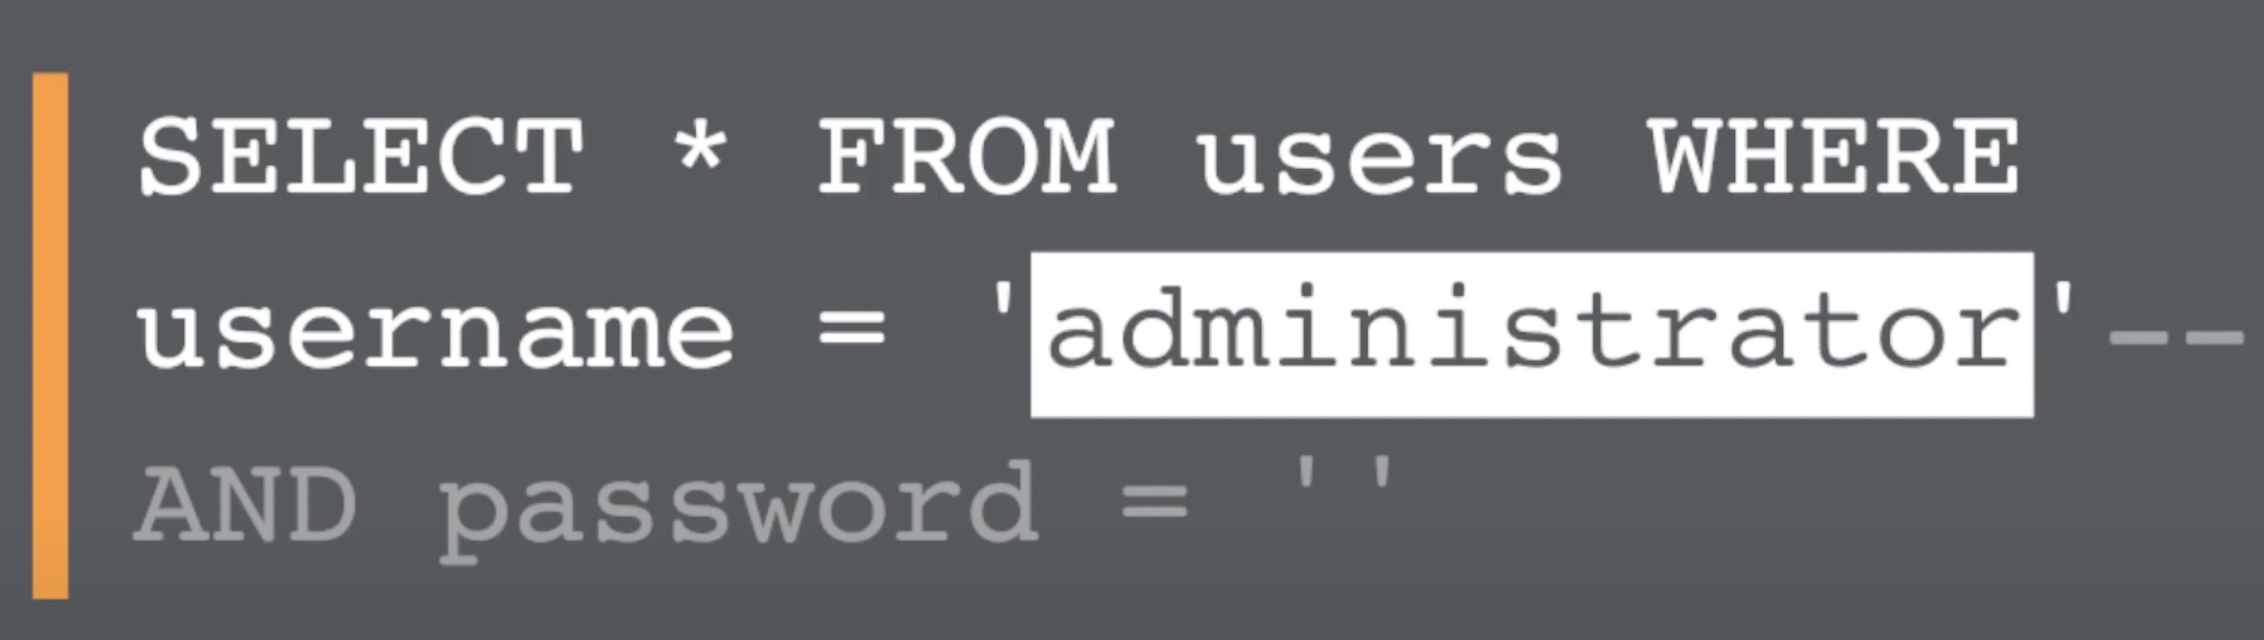 SELECT * FROM users WHERE
username = 'administrator'--
AND password = ''